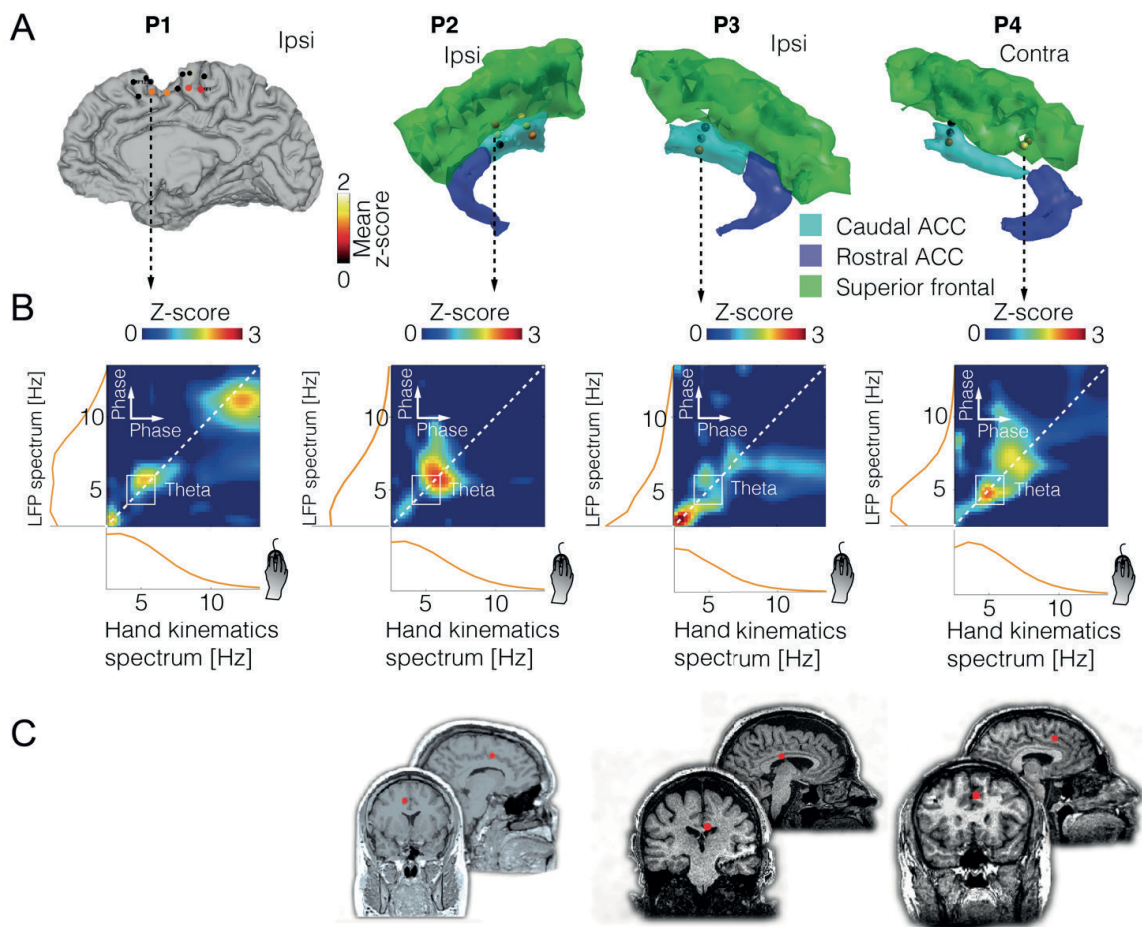 A
P1
Ipsi
P2
Ipsi
P3
Ipsi
P4
Contra
2
Mean
z-score
0
Caudal ACC
Rostral ACC
Superior frontal
B
Z-score
0 3
Z-score
0 3
Z-score
0 3
Z-score
0 3
LFP spectrum [Hz]
10
5
Phase
Phase
Theta
5 10
Hand kinematics
spectrum [Hz]
LFP spectrum [Hz]
10
5
Phase
Phase
Theta
5 10
Hand kinematics
spectrum [Hz]
LFP spectrum [Hz]
10
5
Phase
Phase
Theta
5 10
Hand kinematics
spectrum [Hz]
LFP spectrum [Hz]
10
5
Phase
Phase
Theta
5 10
Hand kinematics
spectrum [Hz]
C